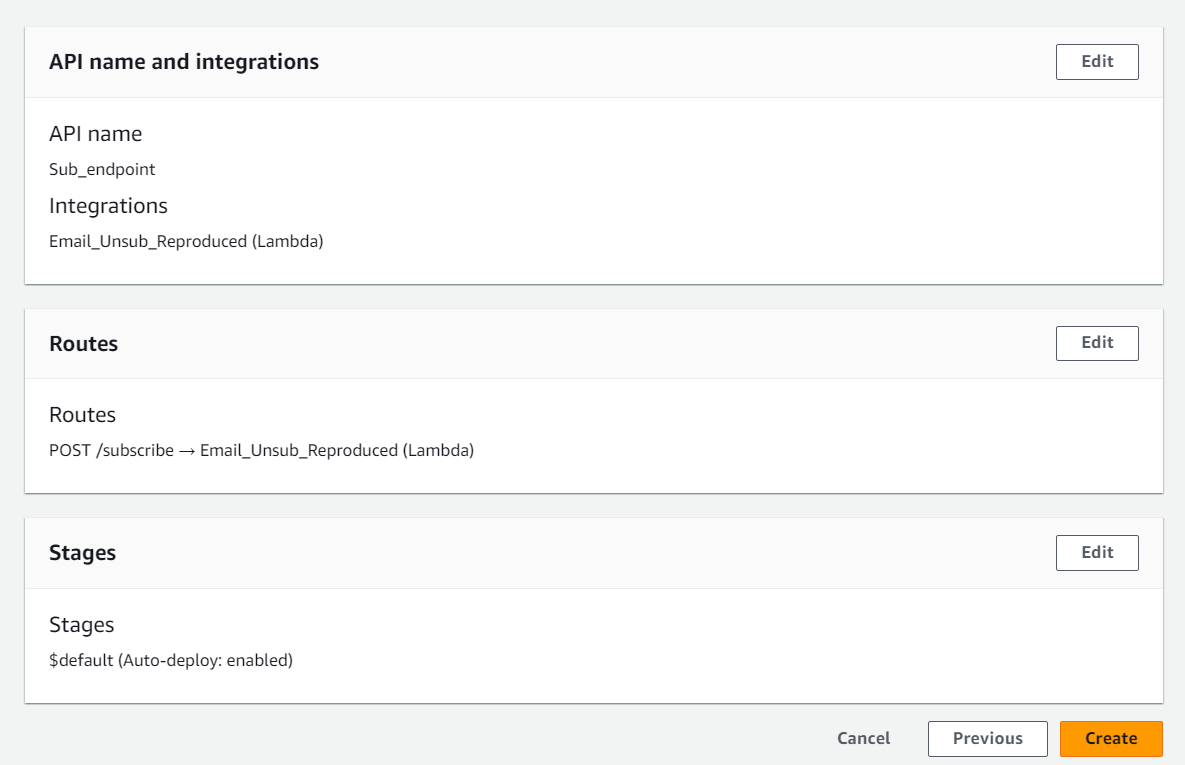 API name and integrations
Edit
API name
Sub_endpoint
Integrations
Email_Unsub_Reproduced (Lambda)
Routes
Edit
Routes
POST /subscribe → Email_Unsub_Reproduced (Lambda)
Stages
Edit
Stages
$default (Auto-deploy: enabled)
Cancel
Previous
Create